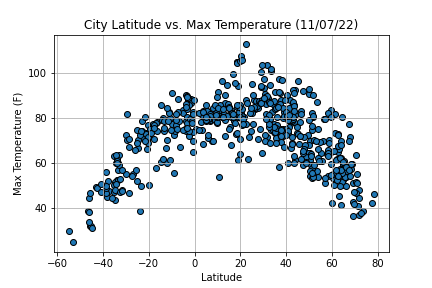 City Latitude vs. Max Temperature (11/07/22)
Max Temperature (F)
100
80
60
40
−60 −40 −20 0 20 40 60 80
Latitude